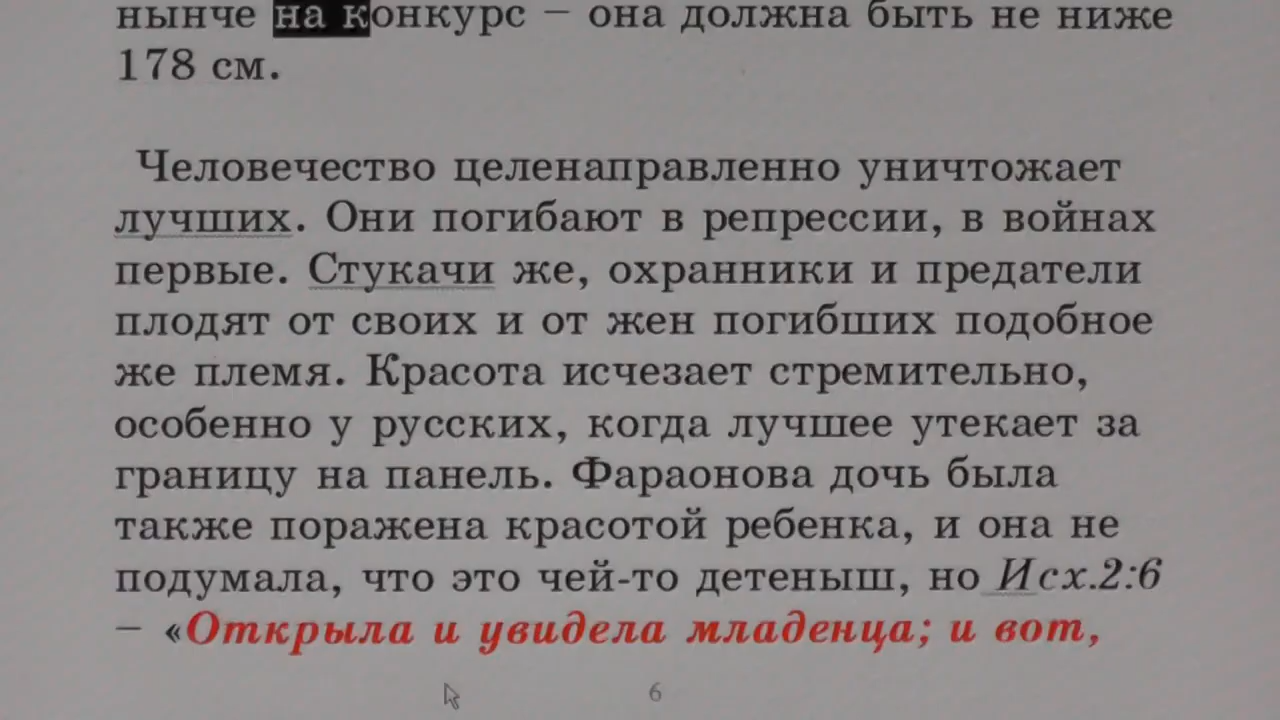 нынче на конкурс – она должна быть не ниже
178 см.
Человечество целенаправленно уничтожает
лучших. Они погибают в репрессии, в войнах
первые. Стукачи же, охранники и предатели
плодят от своих и от жен погибших подобное
же племя. Красота исчезает стремительно,
особенно у русских, когда лучшее утекает за
границу на панель. Фараонова дочь была
также поражена красотой ребенка, и она не
подумала, что это чей-то детеныш, но Исх.2:6
– «Открыла и увидела младенца; и вот,
6